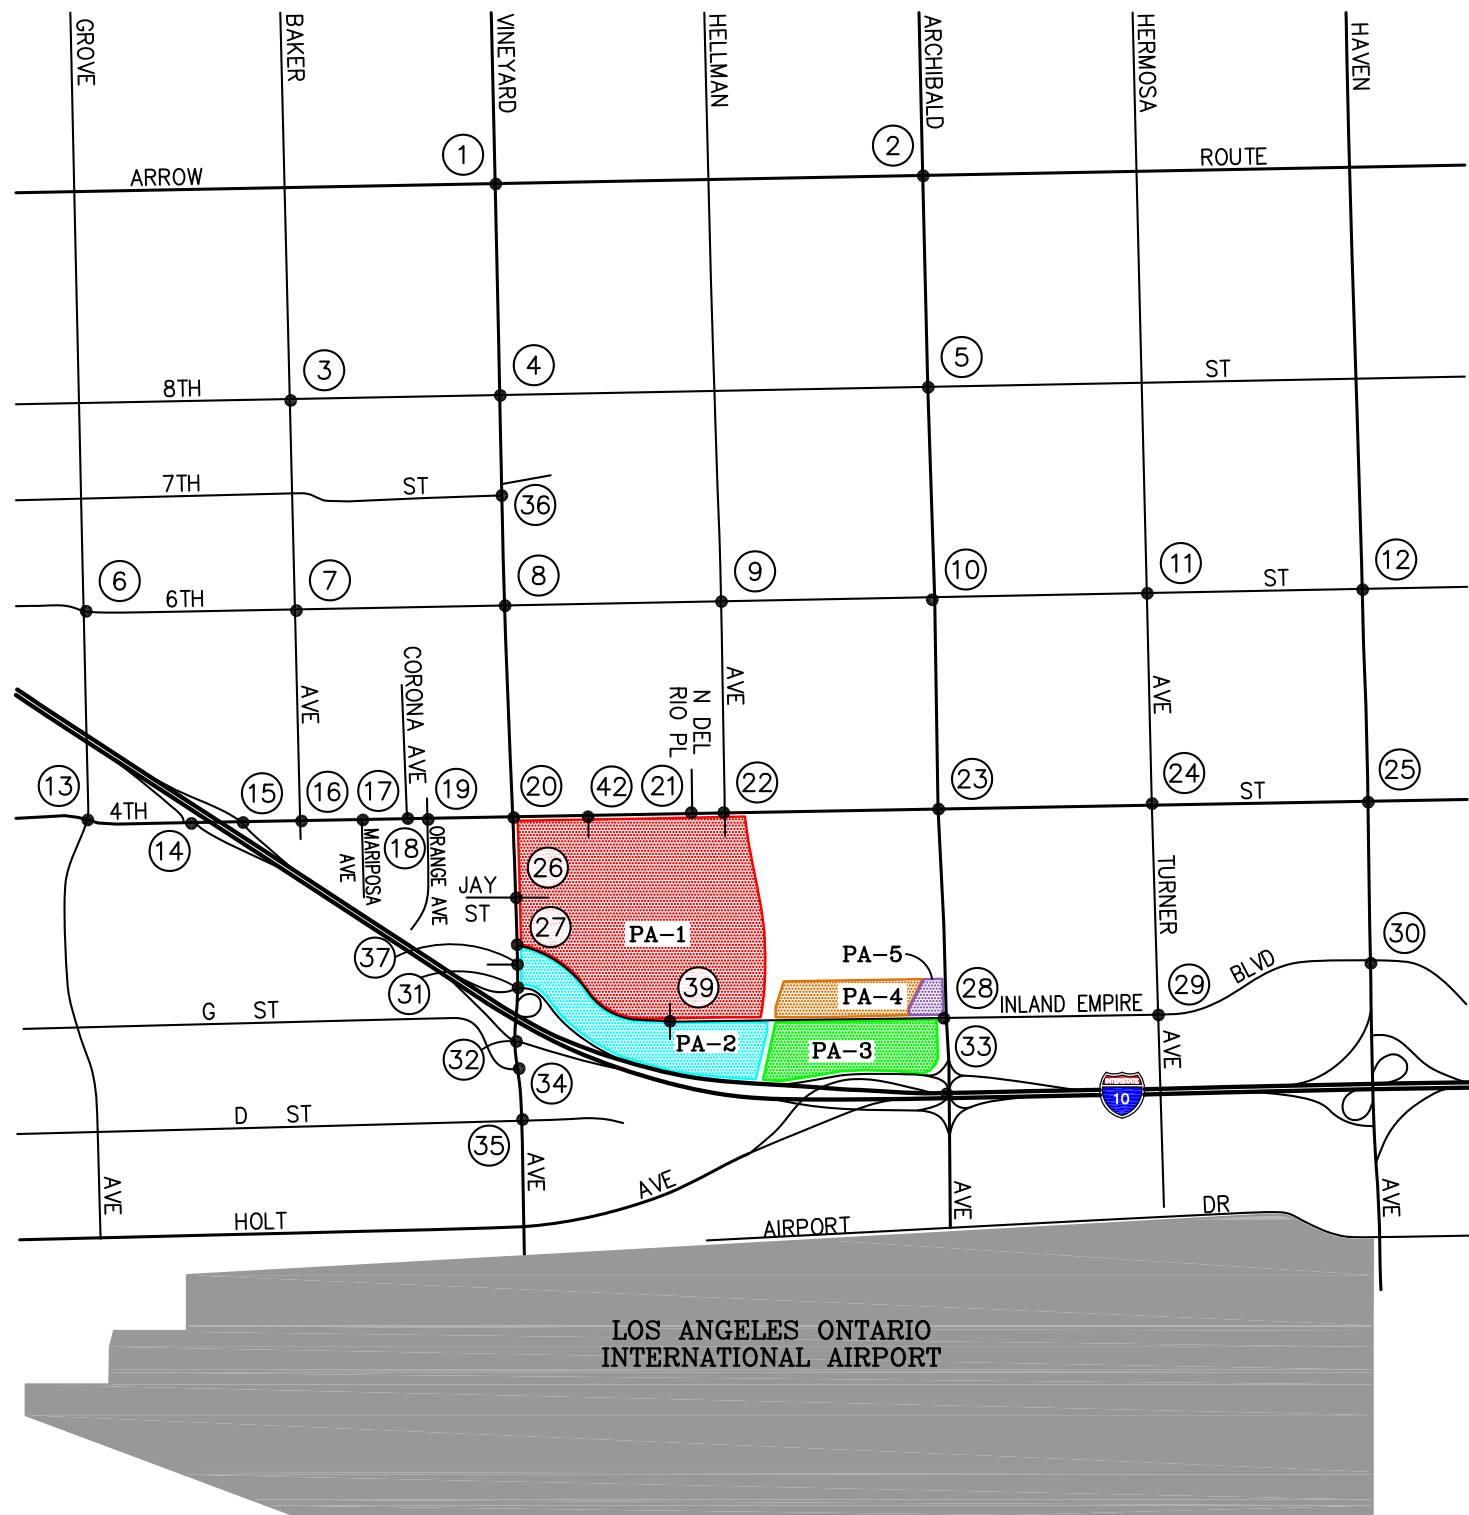 GROVE
BAKER
VINEYARD
HELLMAN
ARCHIBALD
HERMOSA
HAVEN
1
2
ARROW
ROUTE
3
4
5
8TH
ST
7TH
ST
36
6
7
8
9
10
11
12
6TH
ST
CORONA AVE
AVE
N DEL
RIO PL
AVE
AVE
13
15
16
17
19
20
42
21
22
23
24
25
4TH
ST
14
18
MARIPOSA
AVE
ORANGE AVE
26
JAY
ST
TURNER
27
PA-1
30
37
PA-5
BLVD
31
39
PA-4
28
INLAND EMPIRE
29
G ST
32
PA-2
PA-3
33
AVE
34
INTERSTATE
10
D ST
35
AVE
AVE
AVE
AVE
AVE
HOLT
AIRPORT
DR
LOS ANGELES ONTARIO
INTERNATIONAL AIRPORT